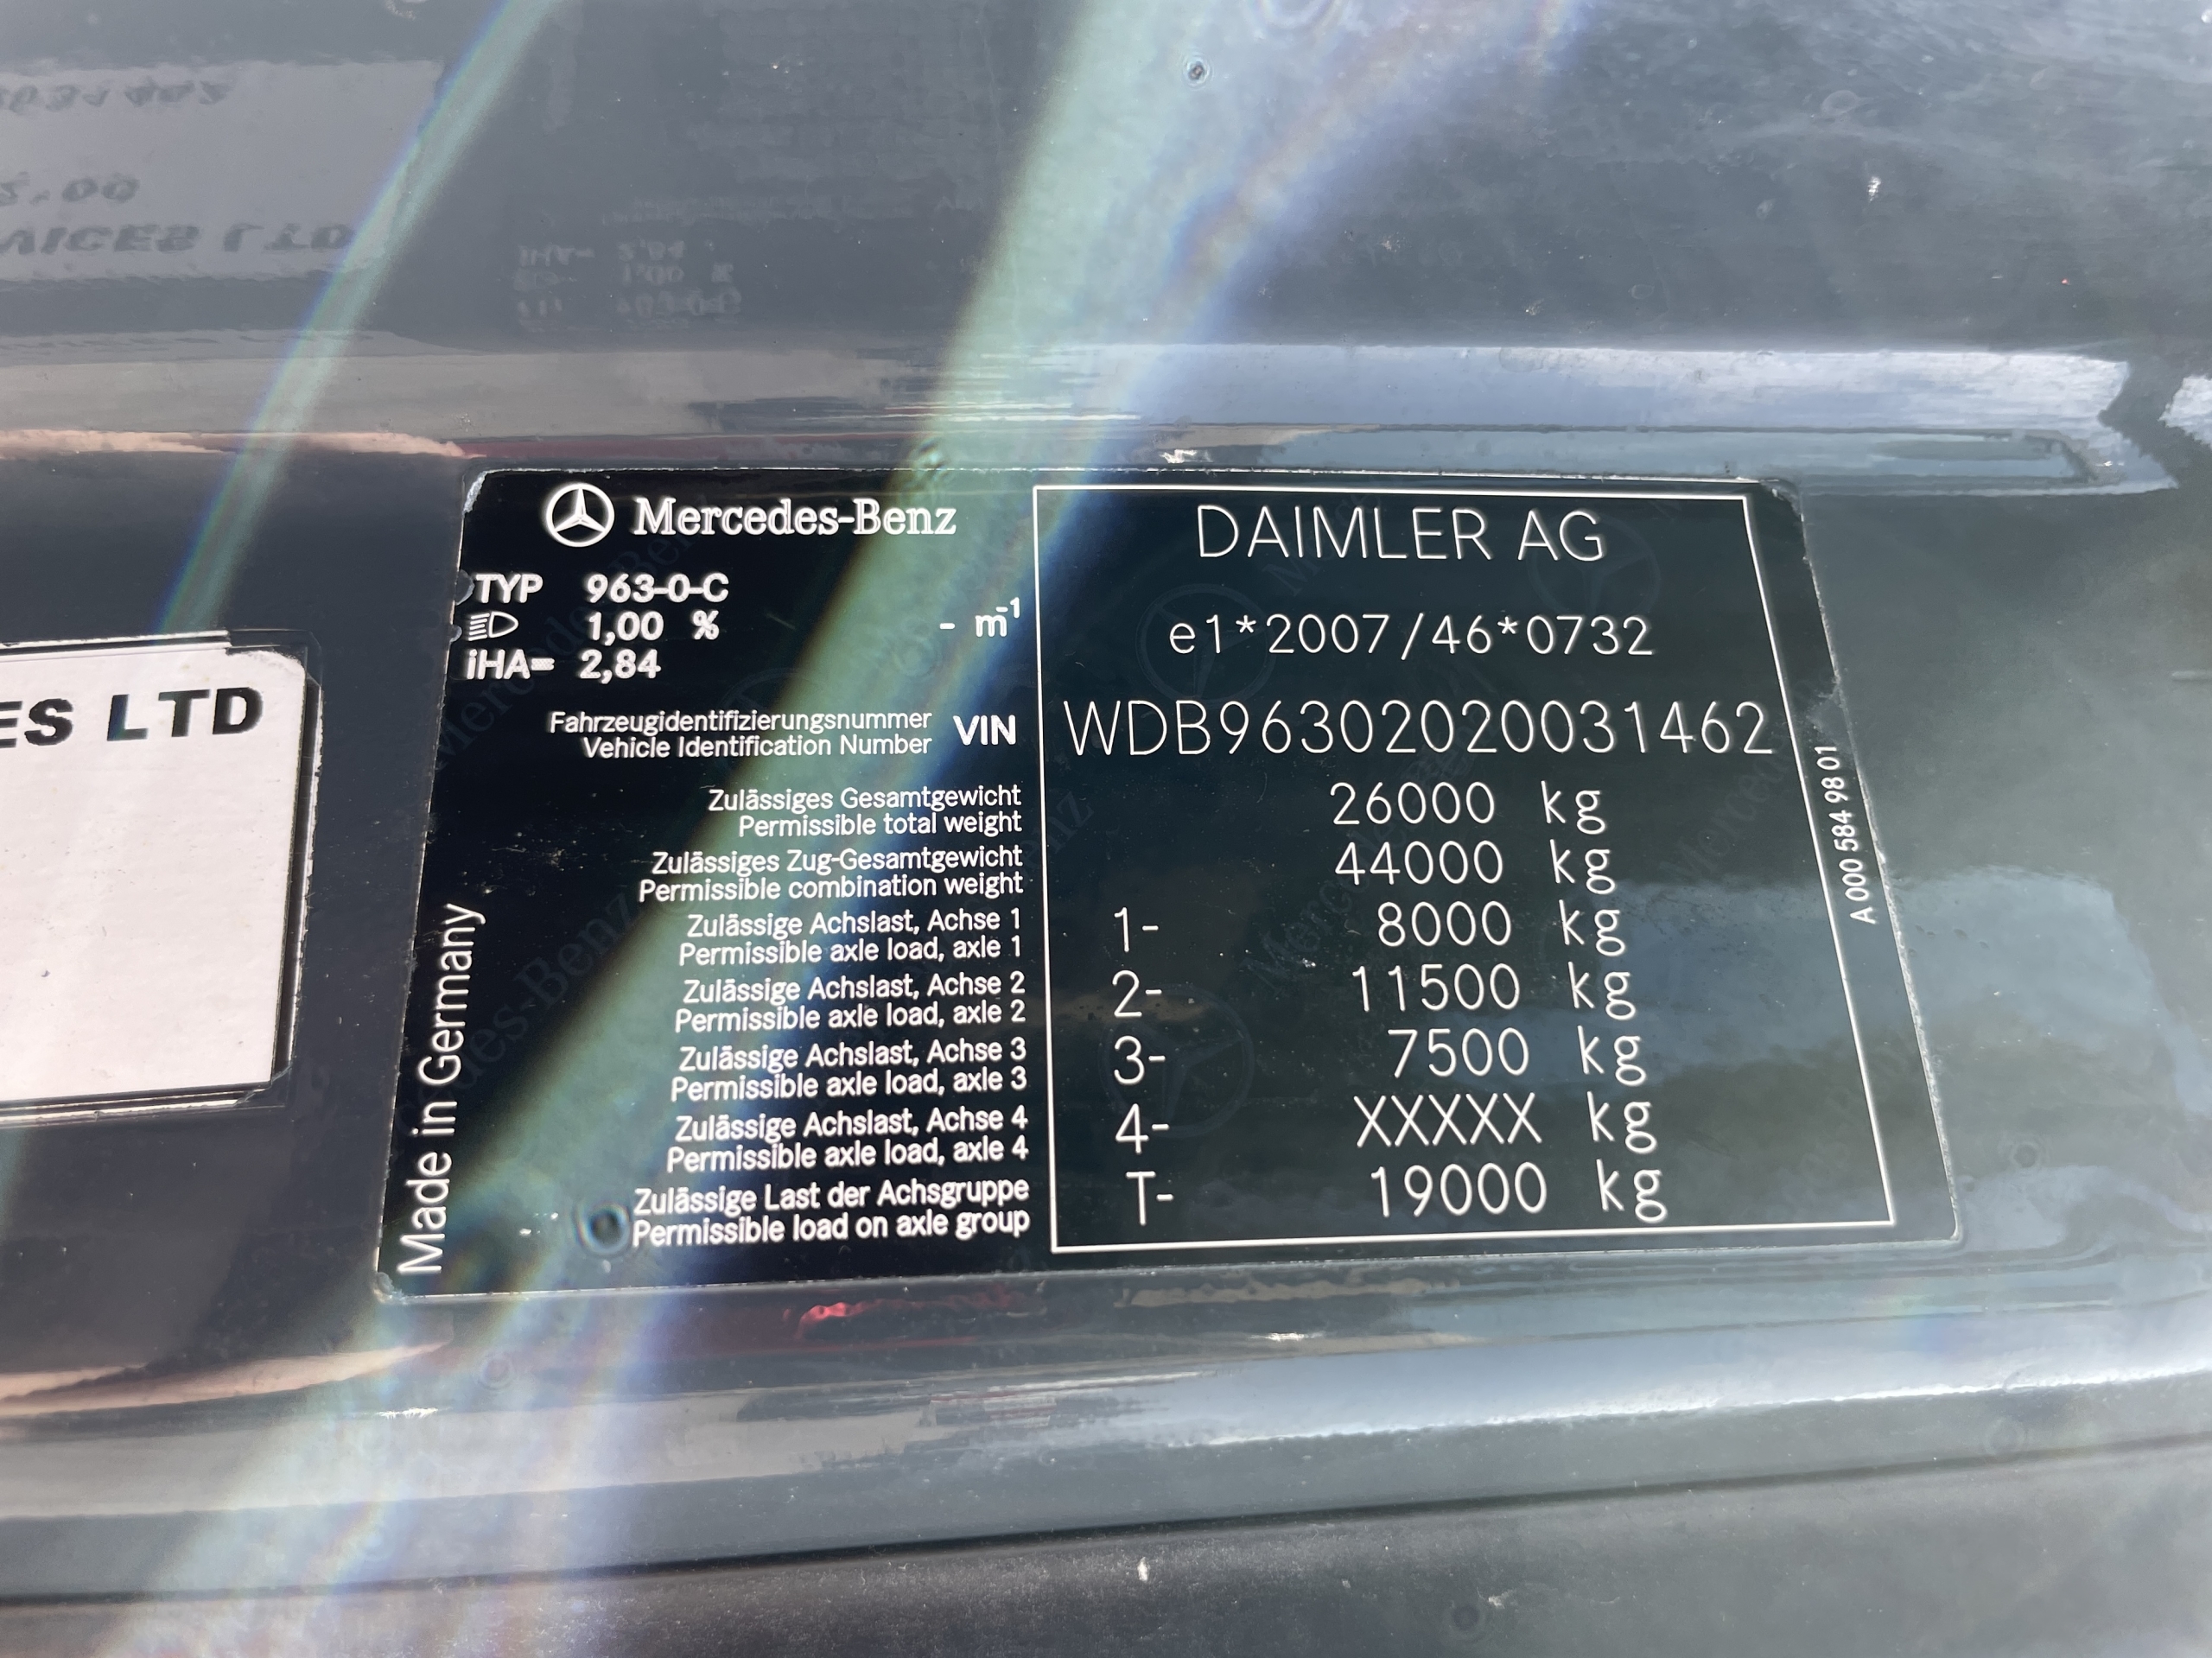 Mercedes-Benz
TYP 963-0-C
1,00 % - m-1
iHA= 2,84
Fahrzeugidentifizierungsnummer
Vehicle Identification Number
VIN
Zulässiges Gesamtgewicht
Permissible total weight
Zulässiges Zug-Gesamtgewicht
Permissible combination weight
Zulässige Achslast, Achse 1
Permissible axle load, axle 1
Zulässige Achslast, Achse 2
Permissible axle load, axle 2
Zulässige Achslast, Achse 3
Permissible axle load, axle 3
Zulässige Achslast, Achse 4
Permissible axle load, axle 4
Zulässige Last der Achsgruppe
Permissible load on axle group
Made in Germany
DAIMLER AG
e1*2007/46*0732
WDB96302020031462
26000 kg
44000 kg
1- 8000 kg
2- 11500 kg
3- 7500 kg
4- XXXXX kg
T- 19000 kg
A 000 584 98 01
ES LTD